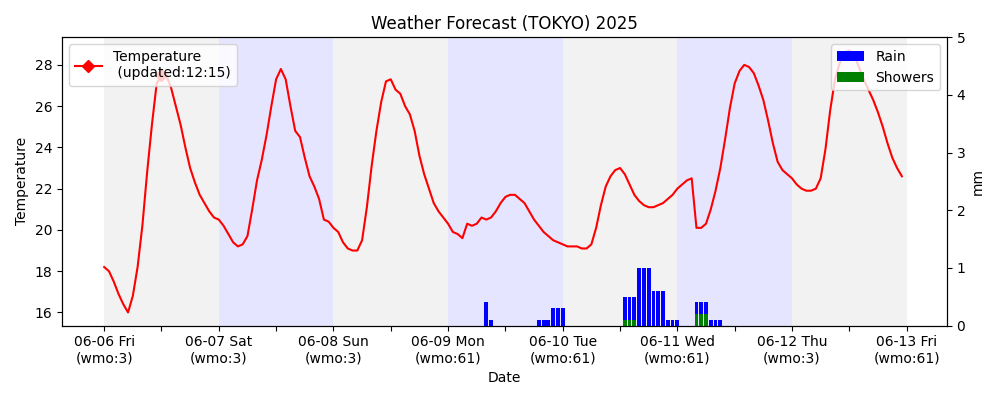 Weather Forecast (TOKYO) 2025
Temperature
(updated:12:15)
Rain
Showers
Temperature
28
26
24
22
20
18
16
5
4
3
2
1
0
mm
06-06 Fri
(wmo:3)
06-07 Sat
(wmo:3)
06-08 Sun
(wmo:3)
06-09 Mon
(wmo:61)
06-10 Tue
(wmo:61)
06-11 Wed
(wmo:61)
06-12 Thu
(wmo:3)
06-13 Fri
(wmo:61)
Date